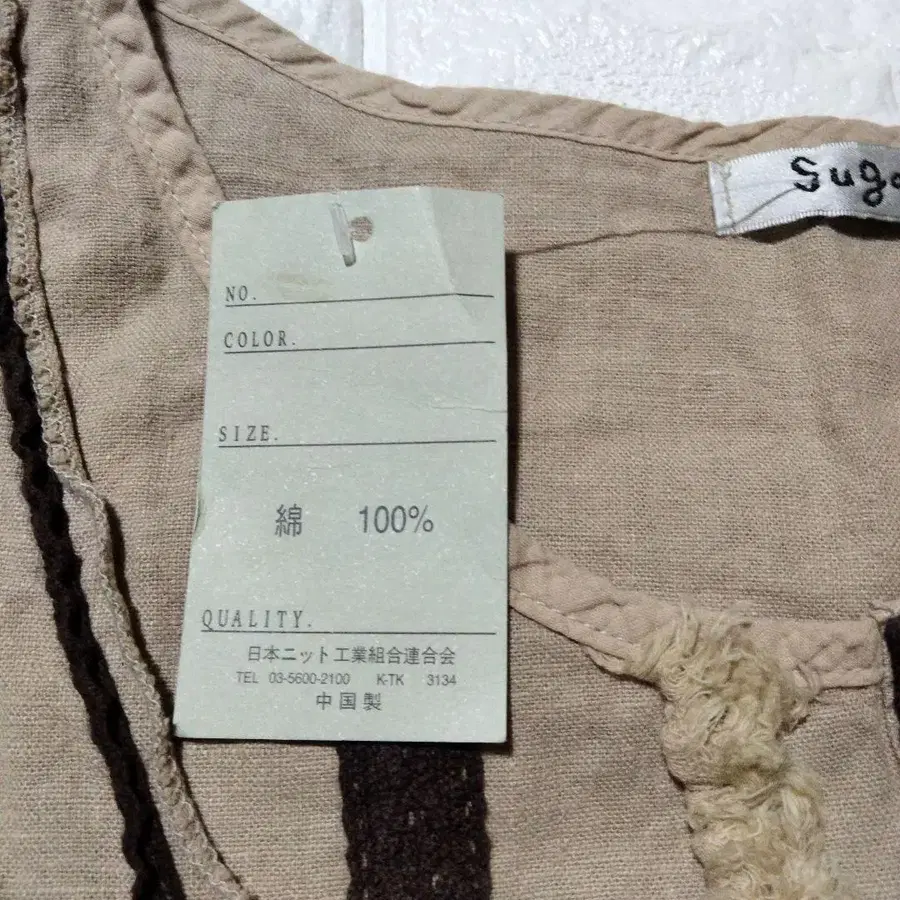 NO.
COLOR.
SIZE.
綿 100%
QUALITY.
日本ニット工業組合連合会
TEL 03-5600-2100 K-TK 3134
中国製